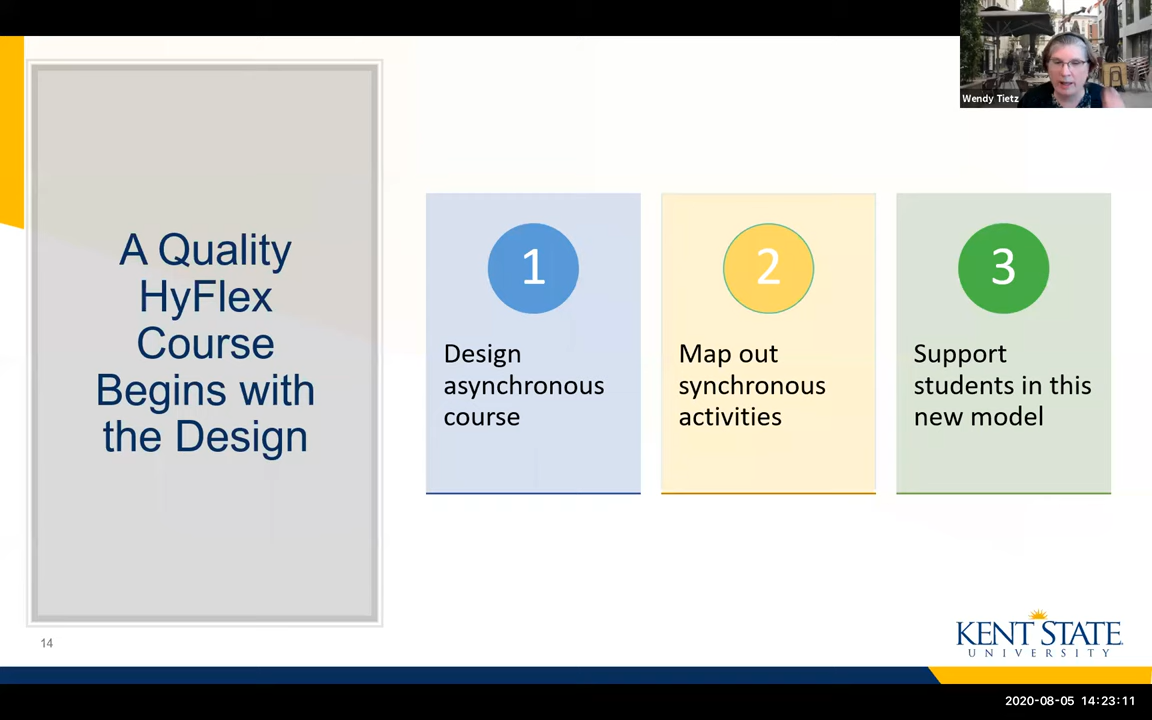 Wendy Tietz
A Quality
HyFlex
Course
Begins with
the Design
1
Design
asynchronous
course
2
Map out
synchronous
activities
3
Support
students in this
new model
14
KENT STATE
UNIVERSITY
2020-08-05 14:23:11